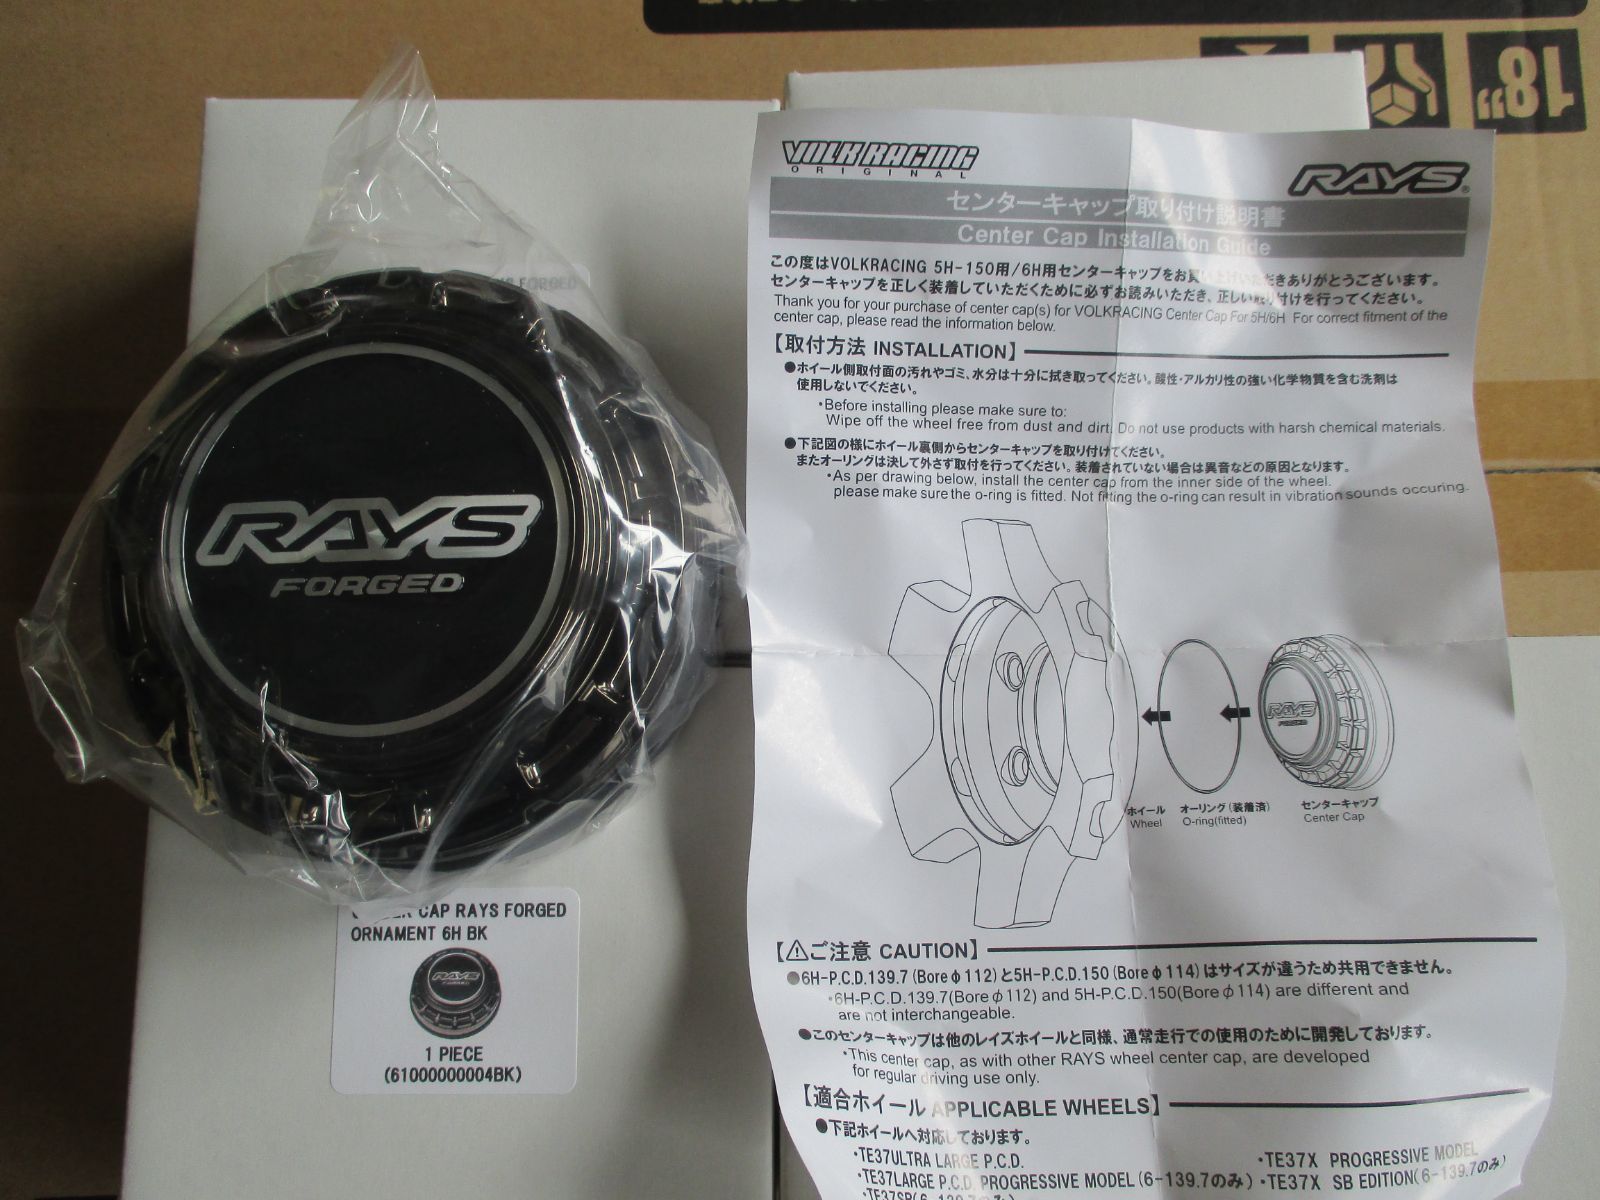 18"
RAYS FORGED
RAYS
FORGED
CAP RAYS FORGED
ORNAMENT 6H BK
RAYS
FORGED
1 PIECE
(61000000004BK)
VOLK RACING
ORIGINAL
RAYS®
センターキャップ取り付け説明書
Center Cap Installation Guide
この度はVOLKRACING 5H-150用/6H用センターキャップをお買い上げいただきありがとうございます。
センターキャップを正しく装着していただくために必ずお読みいただき、正しい取り付けを行ってください。
Thank you for your purchase of center cap(s) for VOLKRACING Center Cap For 5H/6H For correct fitment of the
center cap, please read the information below.
【取付方法 INSTALLATION】
●ホイール側取付面の汚れやゴミ、水分は十分に拭き取ってください。酸性・アルカリ性の強い化学物質を含む洗剤は
使用しないでください。
・Before installing please make sure to:
Wipe off the wheel free from dust and dirt. Do not use products with harsh chemical materials.
●下記図の様にホイール裏側からセンターキャップを取り付けてください。
またオーリングは決して外さず取付を行ってください。装着されていない場合は異音などの原因となります。
・As per drawing below, install the center cap from the inner side of the wheel.
please make sure the o-ring is fitted. Not fitting the o-ring can result in vibration sounds occuring.
RAYS
FORGED
ホイール
Wheel
オーリング(装着済)
O-ring(fitted)
センターキャップ
Center Cap
【⚠ご注意 CAUTION】
●6H-P.C.D.139.7 (Bore φ 112) と5H-P.C.D.150 (Bore φ 114) はサイズが違うため共用できません。
・6H-P.C.D.139.7(Bore φ 112) and 5H-P.C.D.150(Bore φ 114) are different and
are not interchangeable.
●このセンターキャップは他のレイズホイールと同様、通常走行での使用のために開発しております。
・This center cap, as with other RAYS wheel center cap, are developed
for regular driving use only.
【適合ホイール APPLICABLE WHEELS】
●下記ホイールへ対応しております。
・TE37ULTRA LARGE P.C.D.
・TE37X PROGRESSIVE MODEL
・TE37LARGE P.C.D. PROGRESSIVE MODEL (6-139.7のみ)
・TE37X SB EDITION(6-139.7のみ)